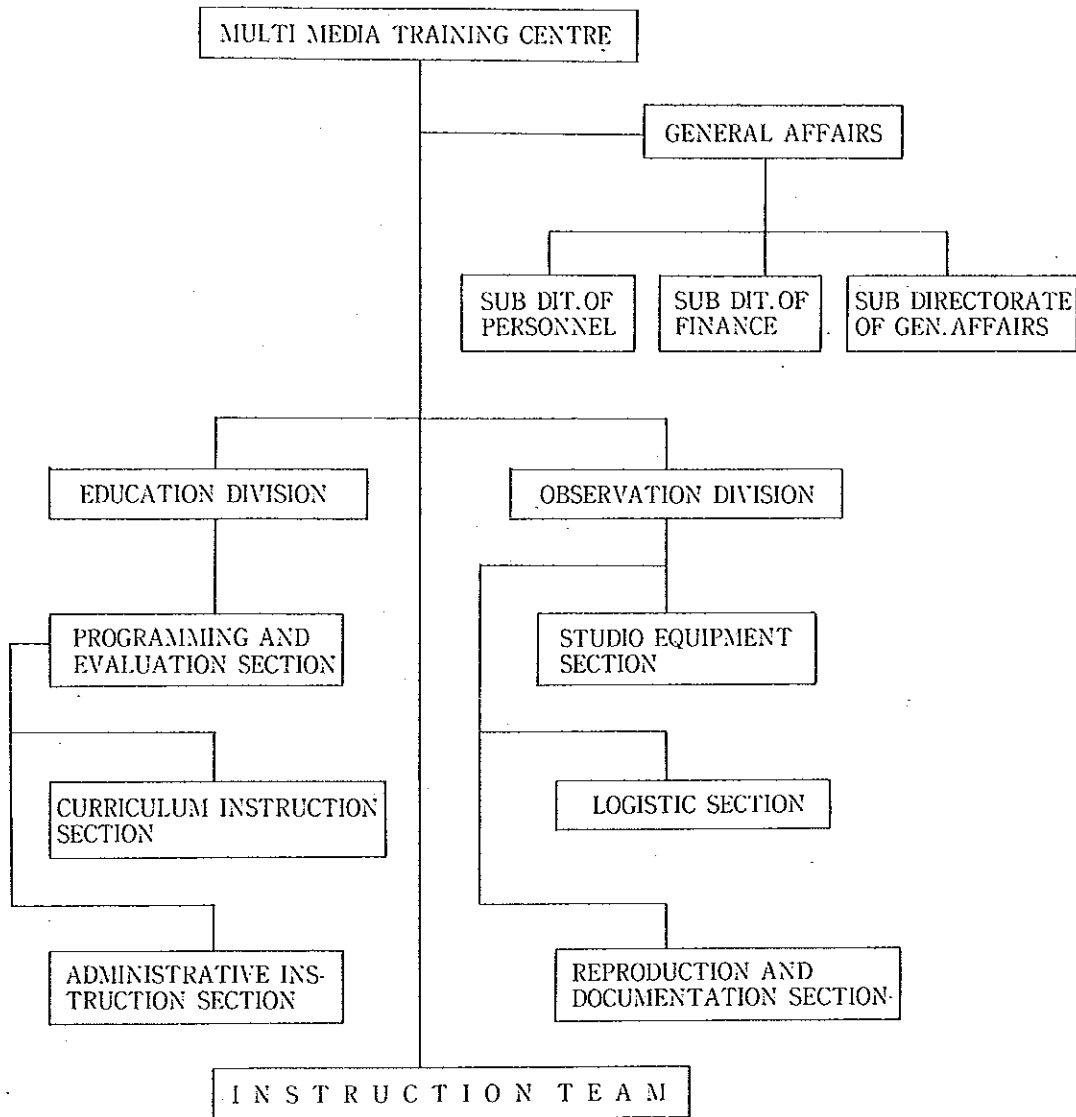 MULTI MEDIA TRAINING CENTRE
GENERAL AFFAIRS
SUB DIT. OF
PERSONNEL
SUB DIT. OF
FINANCE
SUB DIRECTORATE
OF GEN. AFFAIRS
EDUCATION DIVISION
OBSERVATION DIVISION
PROGRAMMING AND
EVALUATION SECTION
STUDIO EQUIPMENT
SECTION
CURRICULUM INSTRUCTION
SECTION
LOGISTIC SECTION
ADMINISTRATIVE INS-
TRUCTION SECTION
REPRODUCTION AND
DOCUMENTATION SECTION
INSTRUCTION TEAM